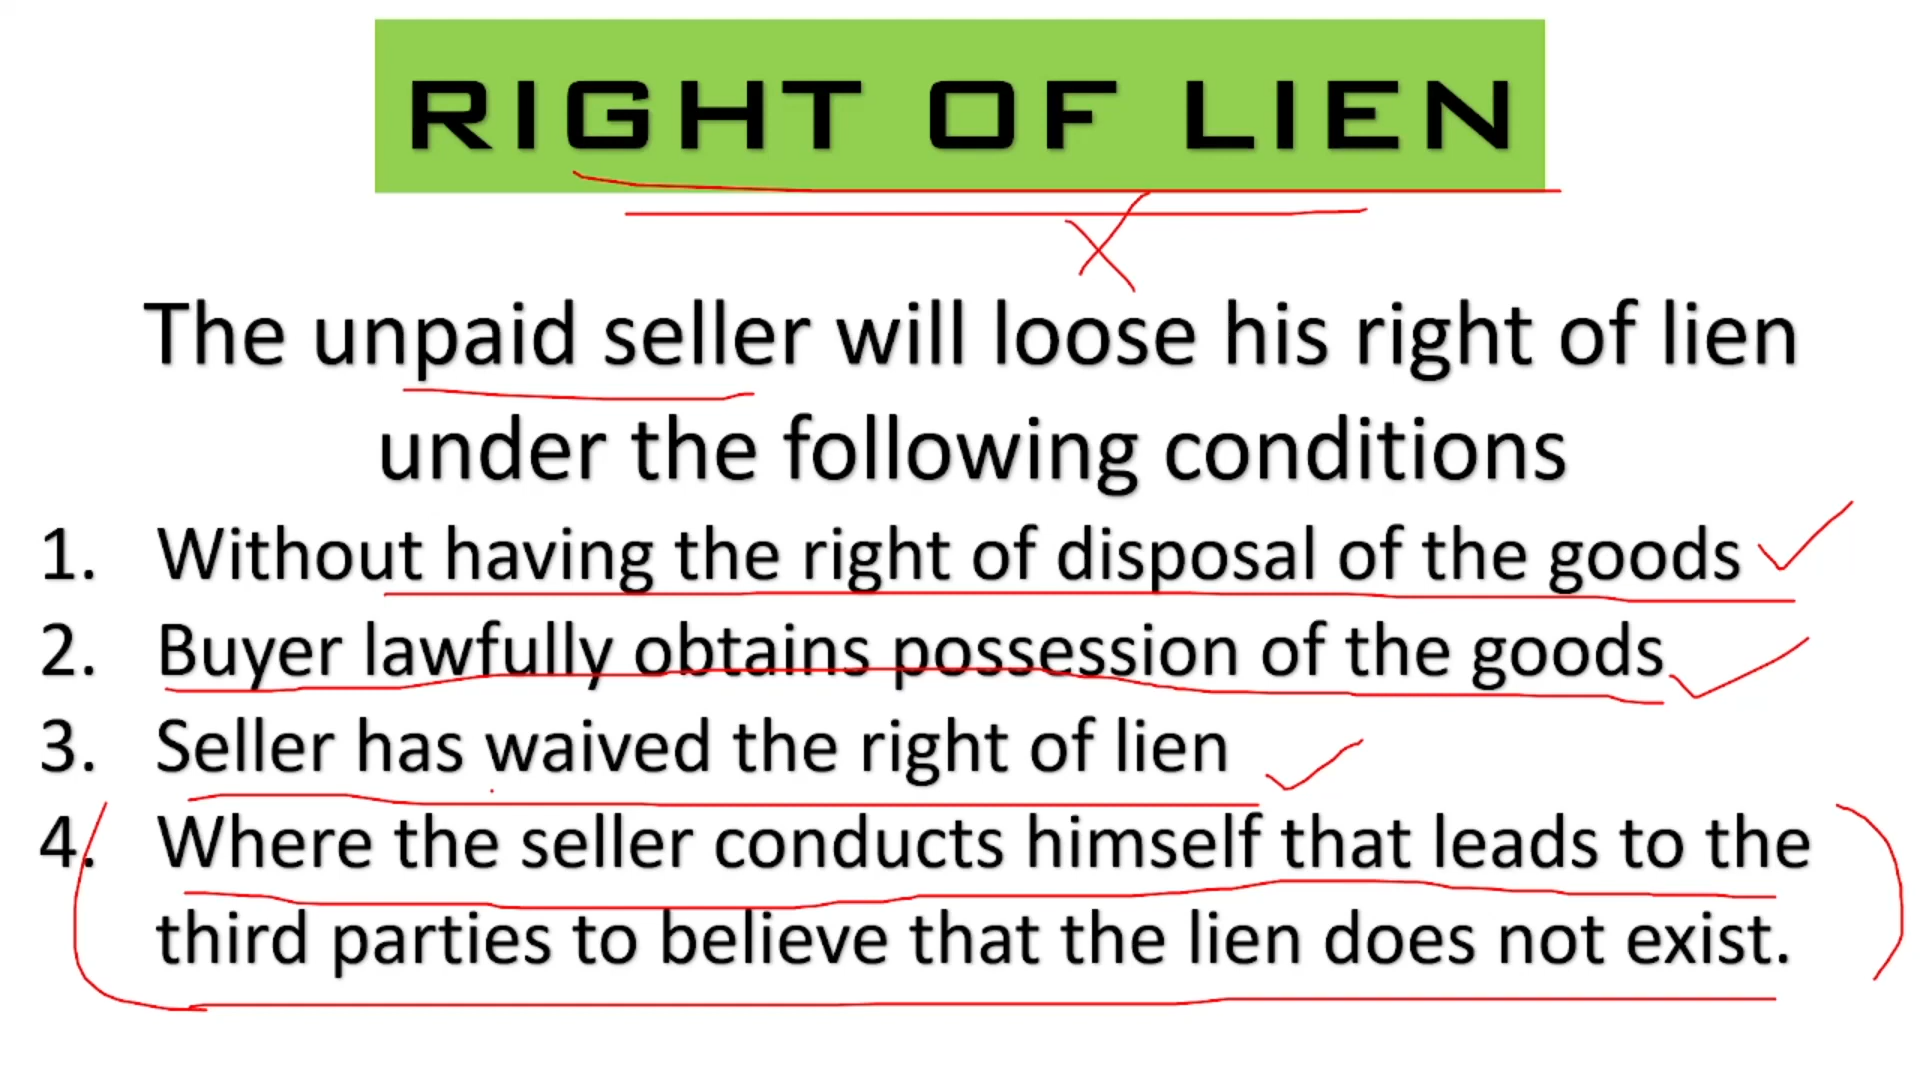 RIGHT OF LIEN
The unpaid seller will loose his right of lien
under the following conditions
1. Without having the right of disposal of the goods
2. Buyer lawfully obtains possession of the goods
3. Seller has waived the right of lien
4. Where the seller conducts himself that leads to the
third parties to believe that the lien does not exist.